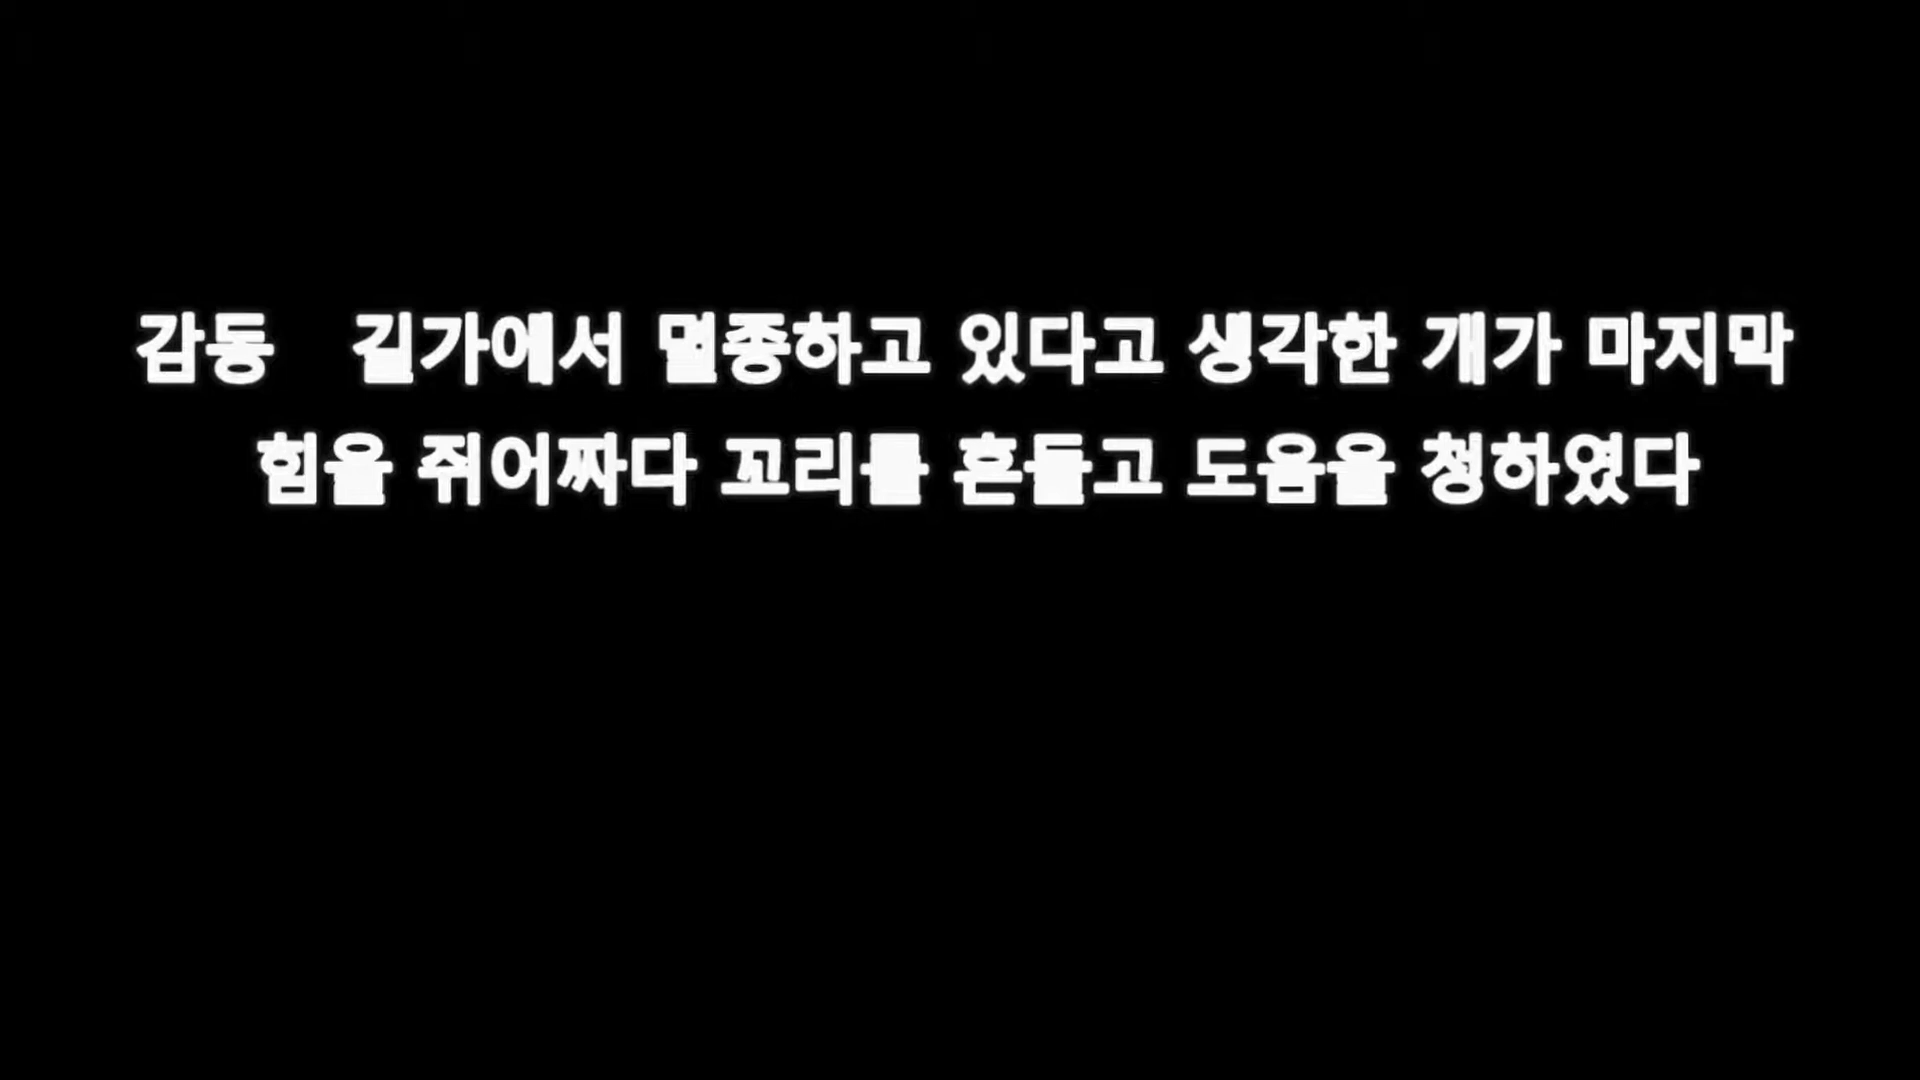 감동 길가에서 멸종하고 있다고 생각한 개가 마지막
힘을 쥐어짜다 꼬리를 흔들고 도움을 청하였다